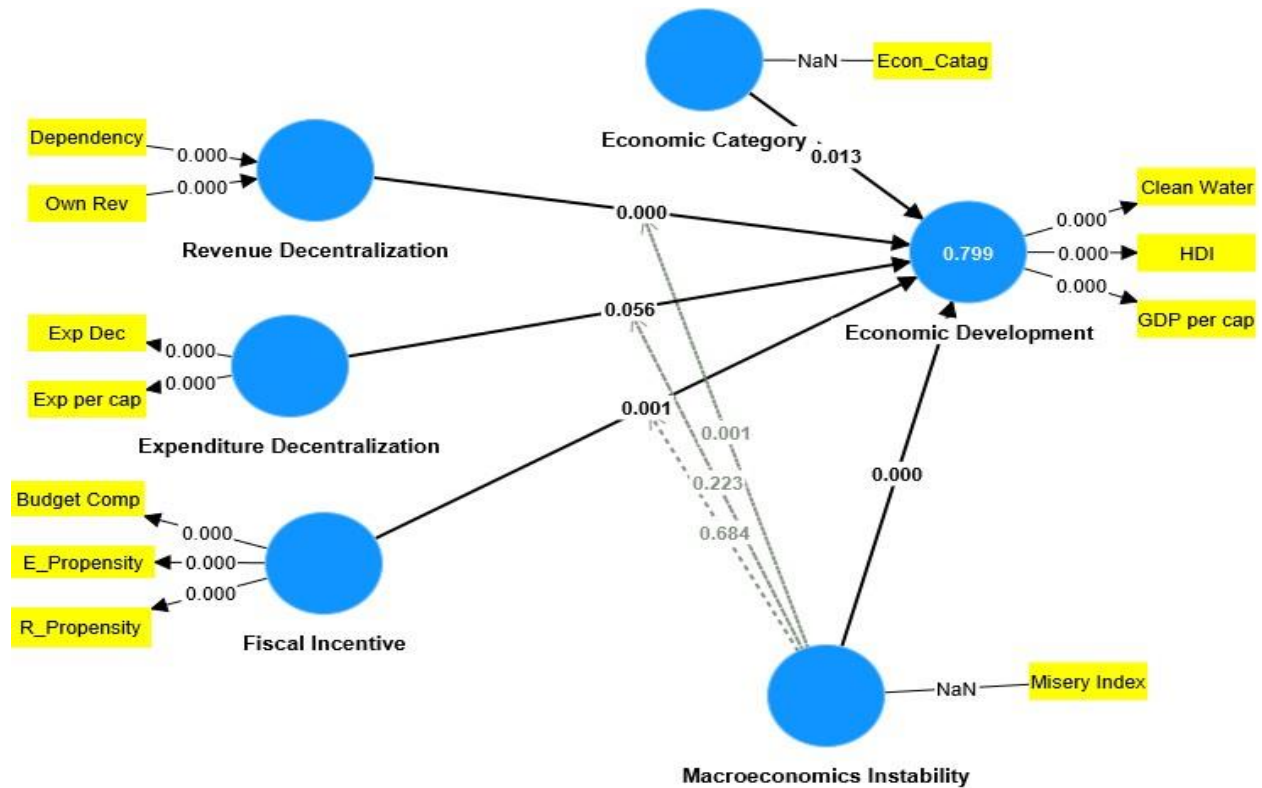 NaN
Econ_Catag
Economic Category
0.013
Dependency
0.000
0.000
Own Rev
Revenue Decentralization
0.000
Clean Water
0.000
HDI
0.000
0.000
GDP per cap
0.799
Economic Development
Exp Dec
0.000
0.000
Exp per cap
Expenditure Decentralization
0.056
Budget Comp
0.000
E_Propensity
0.000
0.000
R_Propensity
Fiscal Incentive
0.001
0.001
0.223
0.684
0.000
NaN
Misery Index
Macroeconomics Instability